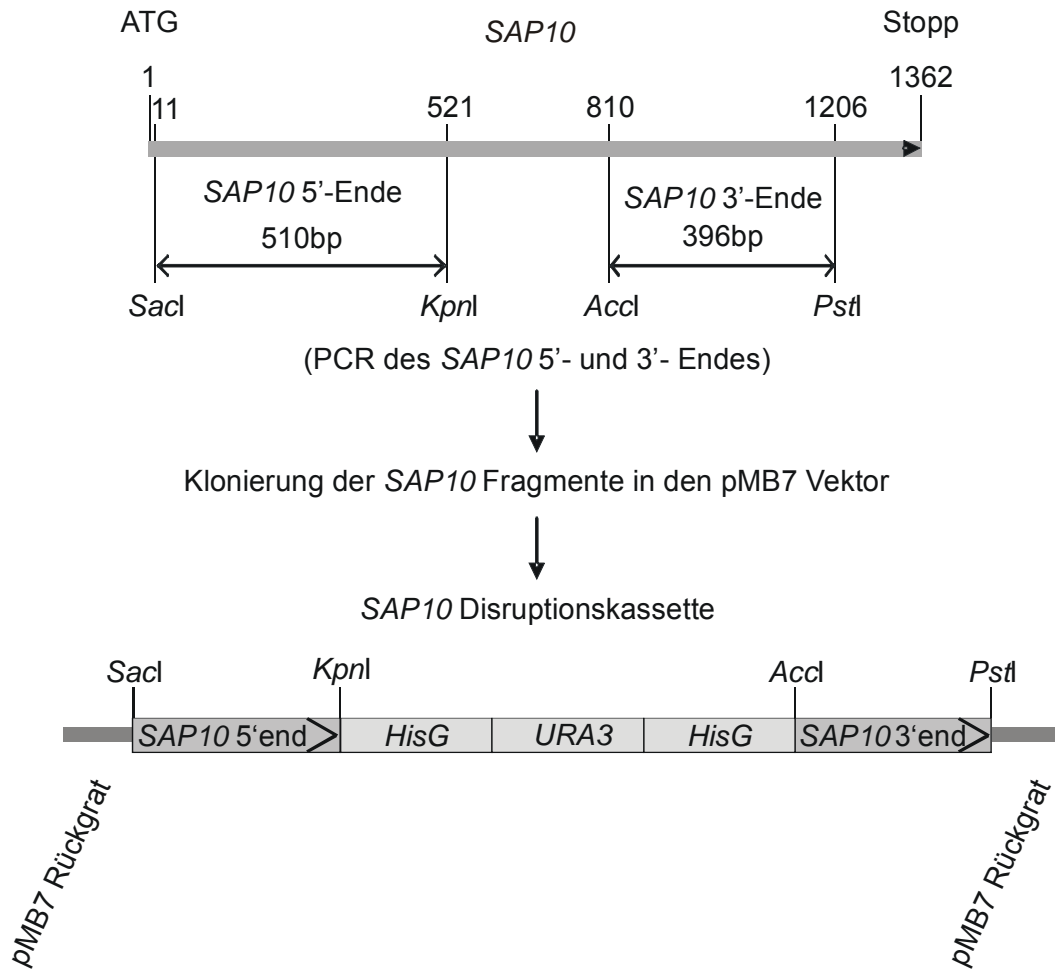 ATG SAP10 Stopp
1 1362
11 521 810 1206
SAP10 5’-Ende SAP10 3’-Ende
510bp 396bp
SacI KpnI AccI PstI
(PCR des SAP10 5’- und 3’- Endes)
Klonierung der SAP10 Fragmente in den pMB7 Vektor
SAP10 Disruptionskassette
SacI KpnI AccI PstI
SAP10 5‘end HisG URA3 HisG SAP10 3‘end
pMB7 Rückgrat pMB7 Rückgrat